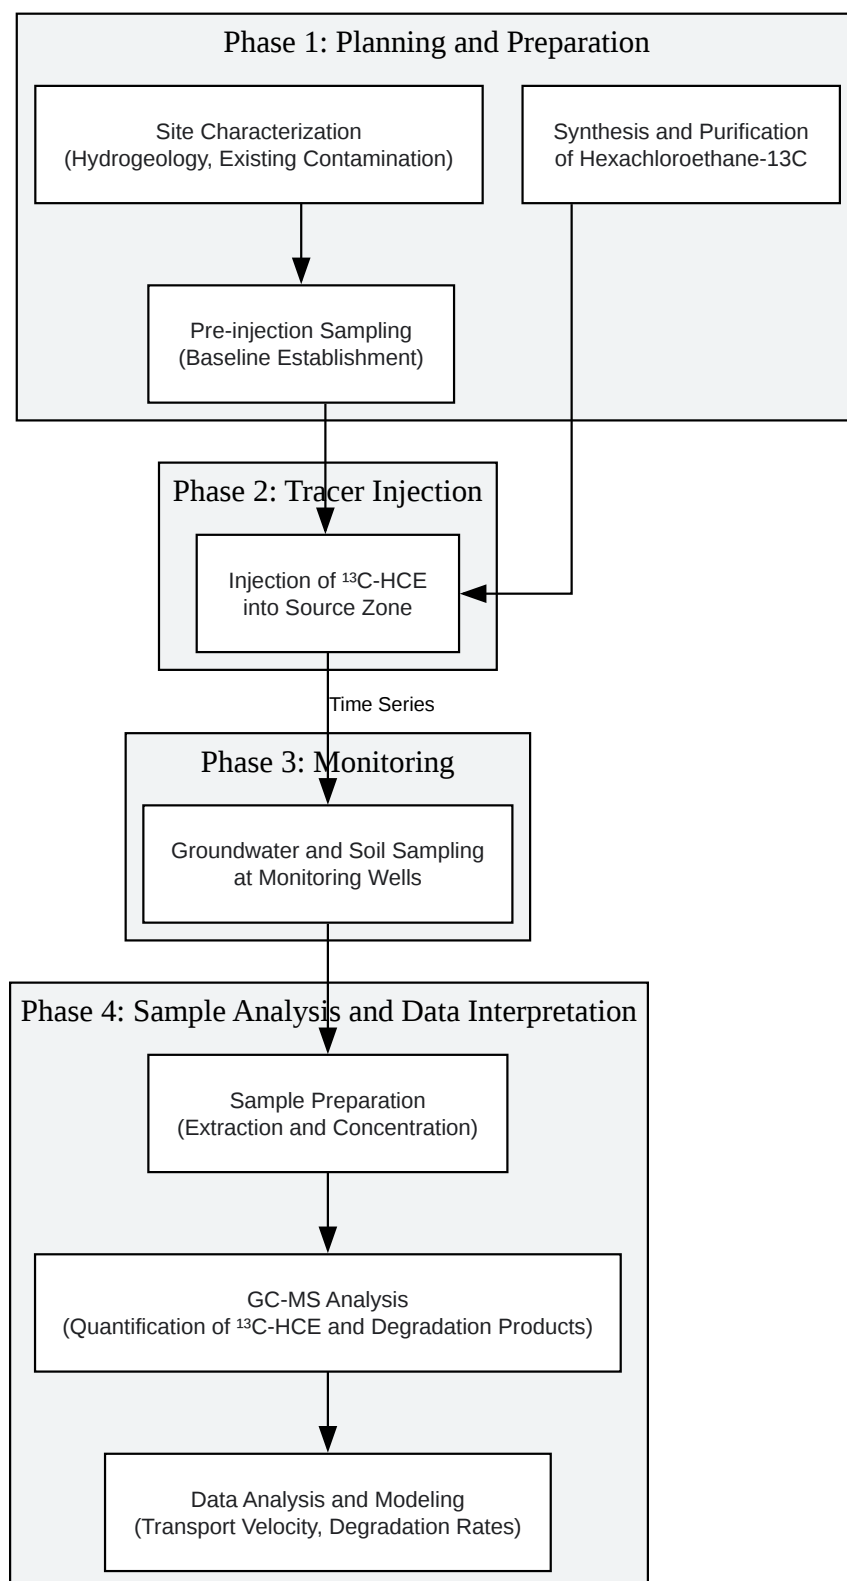 Phase 1: Planning and Preparation
Site Characterization
(Hydrogeology, Existing Contamination)
Synthesis and Purification
of Hexachloroethane-13C
Pre-injection Sampling
(Baseline Establishment)
Phase 2: Tracer Injection
Injection of ¹³C-HCE
into Source Zone
Time Series
Phase 3: Monitoring
Groundwater and Soil Sampling
at Monitoring Wells
Phase 4: Sample Analysis and Data Interpretation
Sample Preparation
(Extraction and Concentration)
GC-MS Analysis
(Quantification of ¹³C-HCE and Degradation Products)
Data Analysis and Modeling
(Transport Velocity, Degradation Rates)